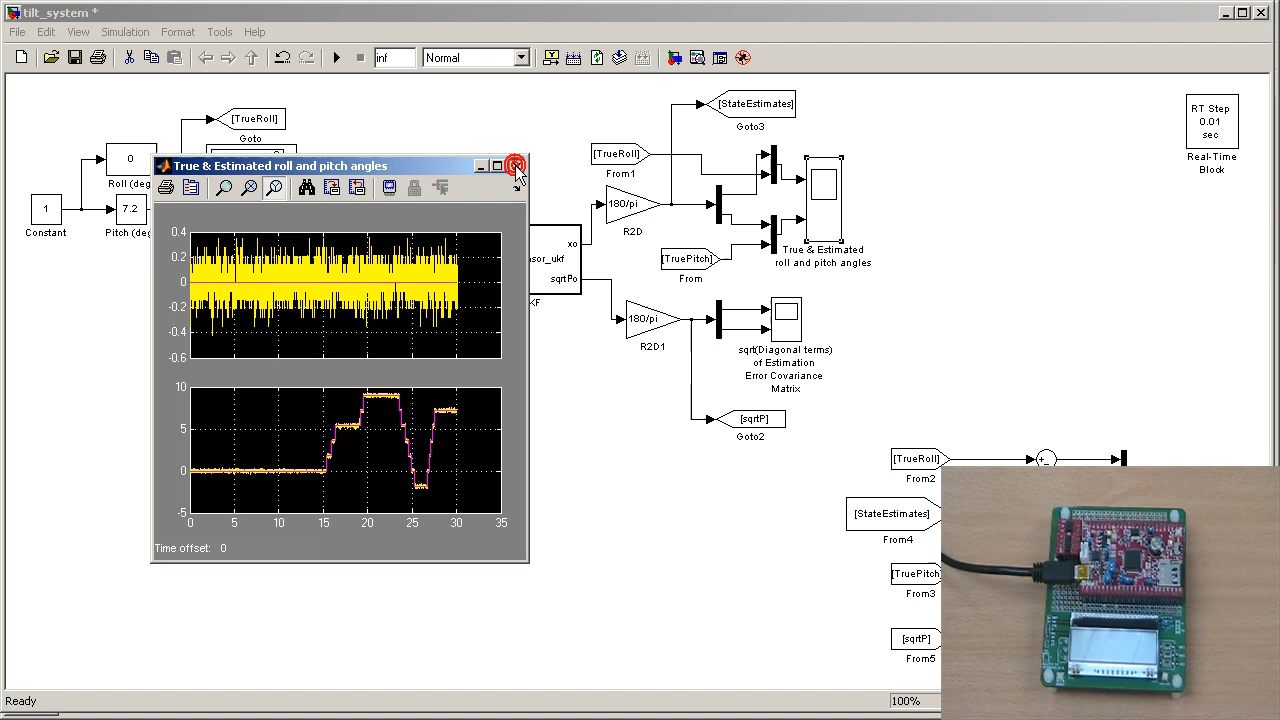 tilt_system *
File Edit View Simulation Format Tools Help
inf
Normal
[TrueRoll]
Goto
0
Roll (deg
1
Constant
7.2
Pitch (deg
True & Estimated roll and pitch angles
0.4
0.2
0
-0.2
-0.4
-0.6
10
5
0
-5
0 5 10 15 20 25 30 35
Time offset: 0
sor_ukf
xo
sqrtPo
KF
[StateEstimates]
Goto3
[TrueRoll]
From1
180/pi
R2D
[TruePitch]
From
True & Estimated
roll and pitch angles
180/pi
R2D1
sqrt(Diagonal terms)
of Estimation
Error Covariance
Matrix
[sqrtP]
Goto2
RT Step
0.01
sec
Real-Time
Block
[TrueRoll]
From2
+
-
[StateEstimates]
From4
[TruePitch]
From3
[sqrtP]
From5
Ready
100%